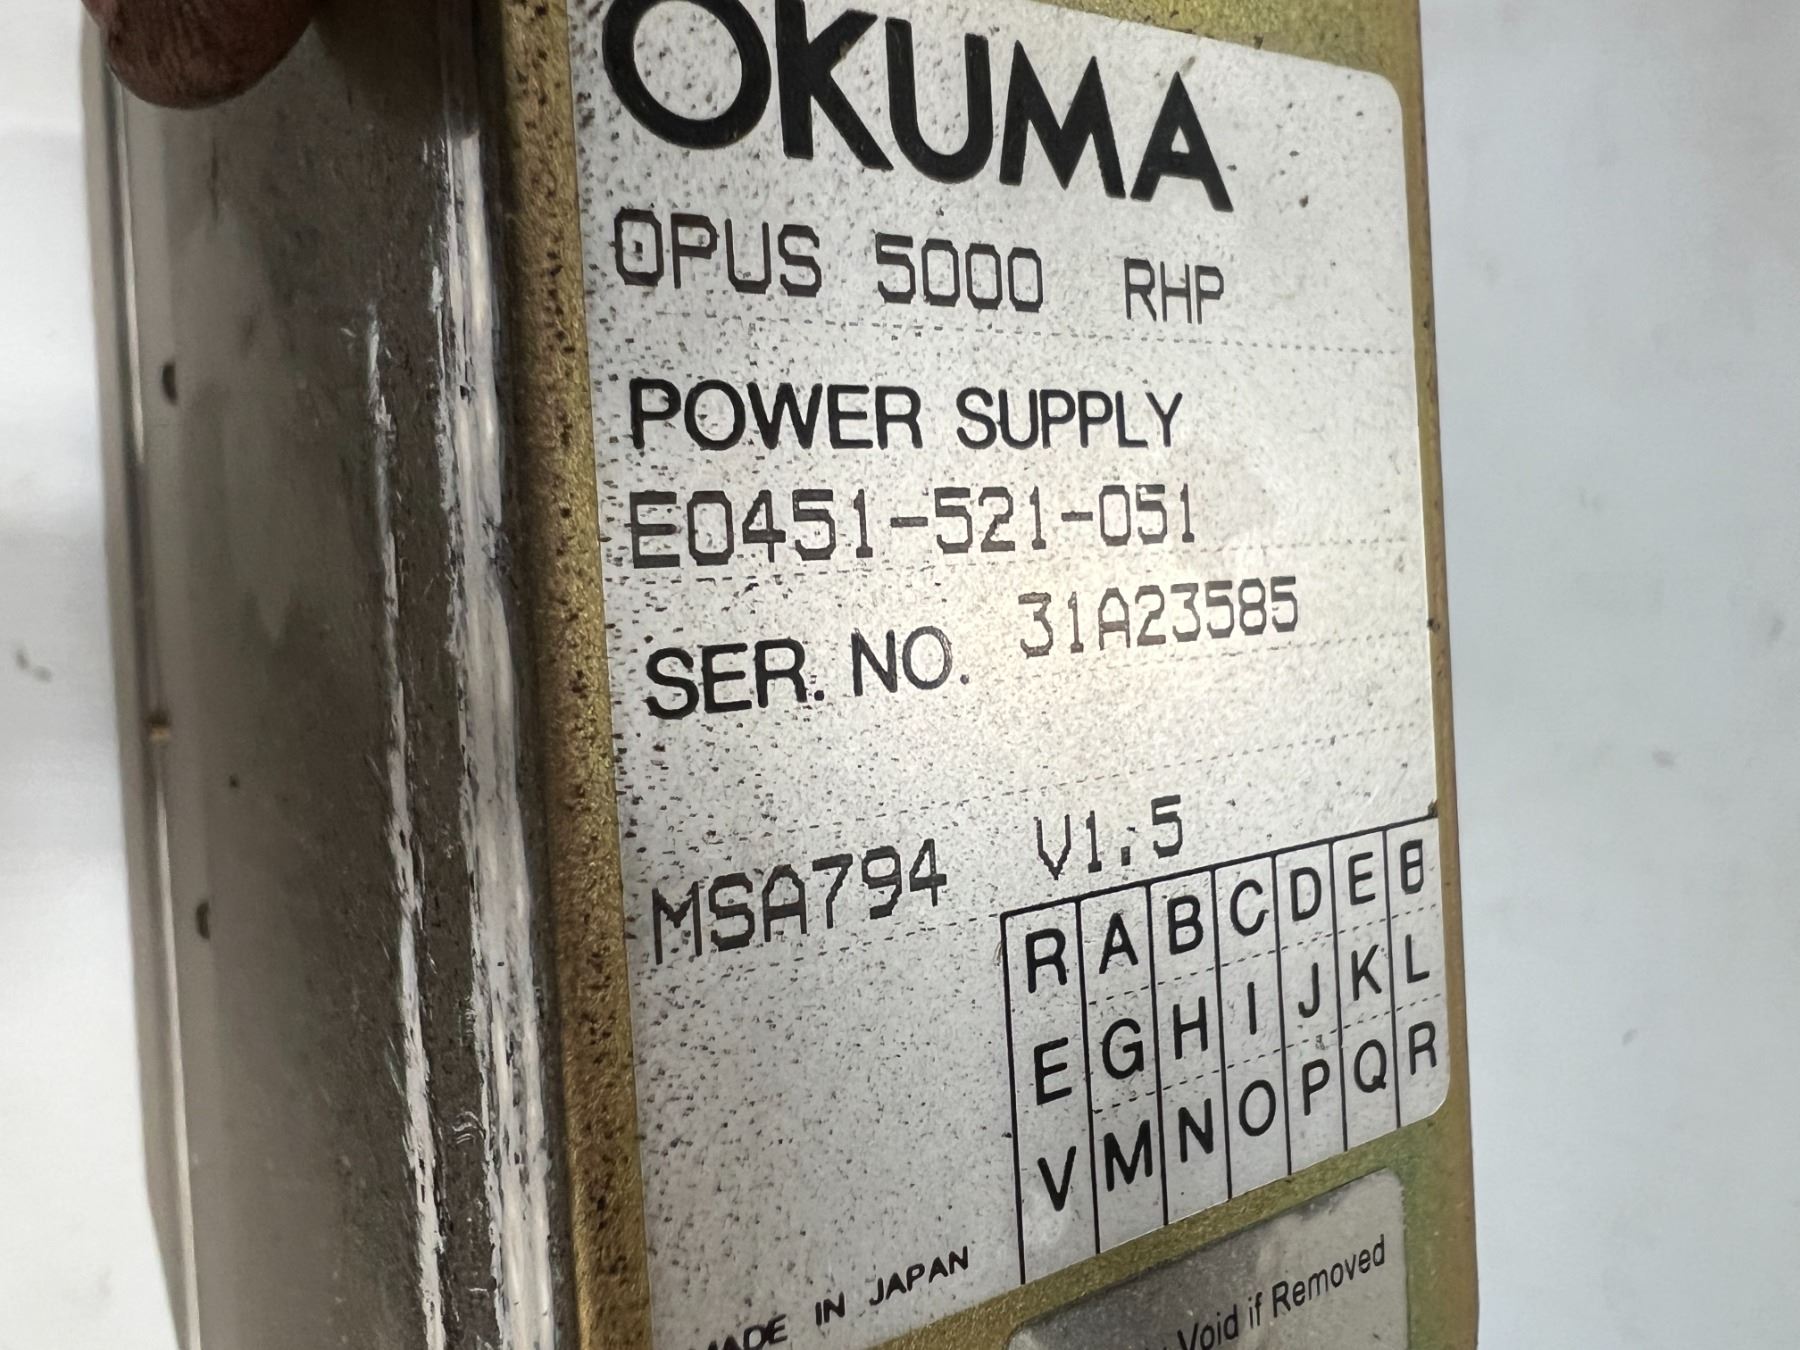 OKUMA
OPUS 5000 RHP
POWER SUPPLY
E0451-521-051
SER. NO. 31A23585
MSA794 V1.5
R A B C D E
E G H I J K L
V M N O P Q R
MADE IN JAPAN
Void if Removed